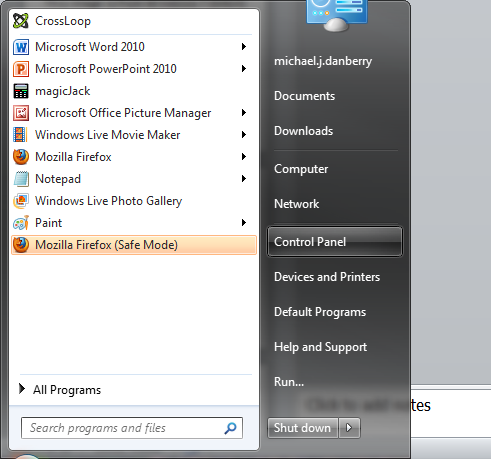 CrossLoop
Microsoft Word 2010
Microsoft PowerPoint 2010
magicJack
Microsoft Office Picture Manager
Windows Live Movie Maker
Mozilla Firefox
Notepad
Windows Live Photo Gallery
Paint
Mozilla Firefox (Safe Mode)
All Programs
Search programs and files
michael.j.danberry
Documents
Downloads
Computer
Network
Control Panel
Devices and Printers
Default Programs
Help and Support
Run...
Shut down
Click to add notes